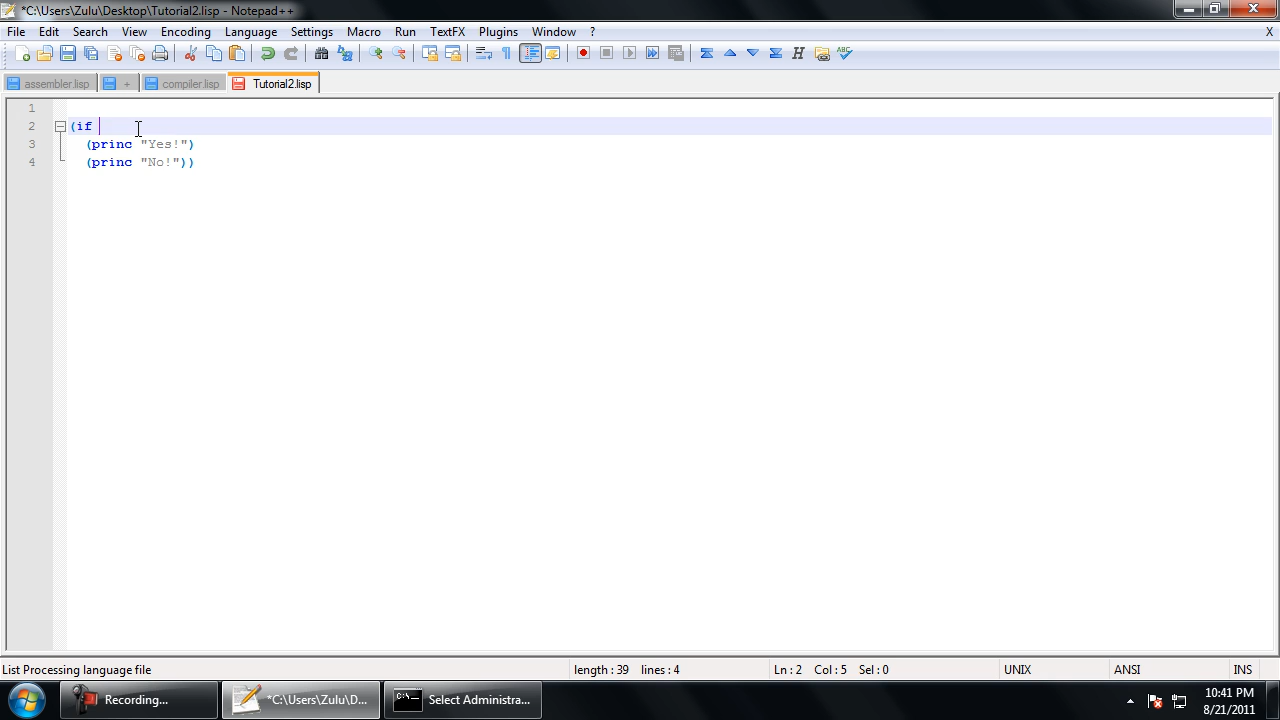 *C:\Users\Zulu\Desktop\Tutorial2.lisp - Notepad++
File Edit Search View Encoding Language Settings Macro Run TextFX Plugins Window ? X
assembler.lisp + compiler.lisp Tutorial2.lisp
1
2 (if
3 (princ "Yes!")
4 (princ "No!"))
List Processing language file length : 39 lines : 4 Ln : 2 Col : 5 Sel : 0 UNIX ANSI INS
Recording... *C:\Users\Zulu\D... Select Administra... 10:41 PM
8/21/2011